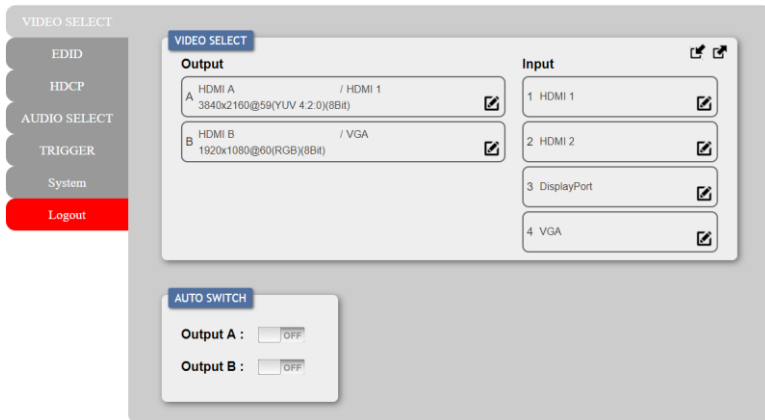 VIDEO SELECT
EDID
HDCP
AUDIO SELECT
TRIGGER
System
Logout
VIDEO SELECT
Output
A HDMI A / HDMI 1
3840x2160@59(YUV 4:2:0)(8Bit)
B HDMI B / VGA
1920x1080@60(RGB)(8Bit)
Input
1 HDMI 1
2 HDMI 2
3 DisplayPort
4 VGA
AUTO SWITCH
Output A : OFF
Output B : OFF